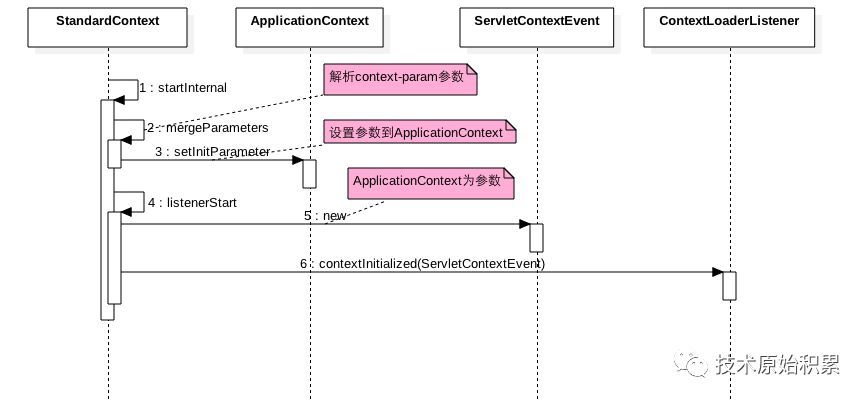 StandardContext
ApplicationContext
ServletContextEvent
ContextLoaderListener
1 : startInternal
解析context-param参数
2 : mergeParameters
设置参数到ApplicationContext
3 : setInitParameter
ApplicationContext为参数
4 : listenerStart
5 : new
6 : contextInitialized(ServletContextEvent)
技术原始积累